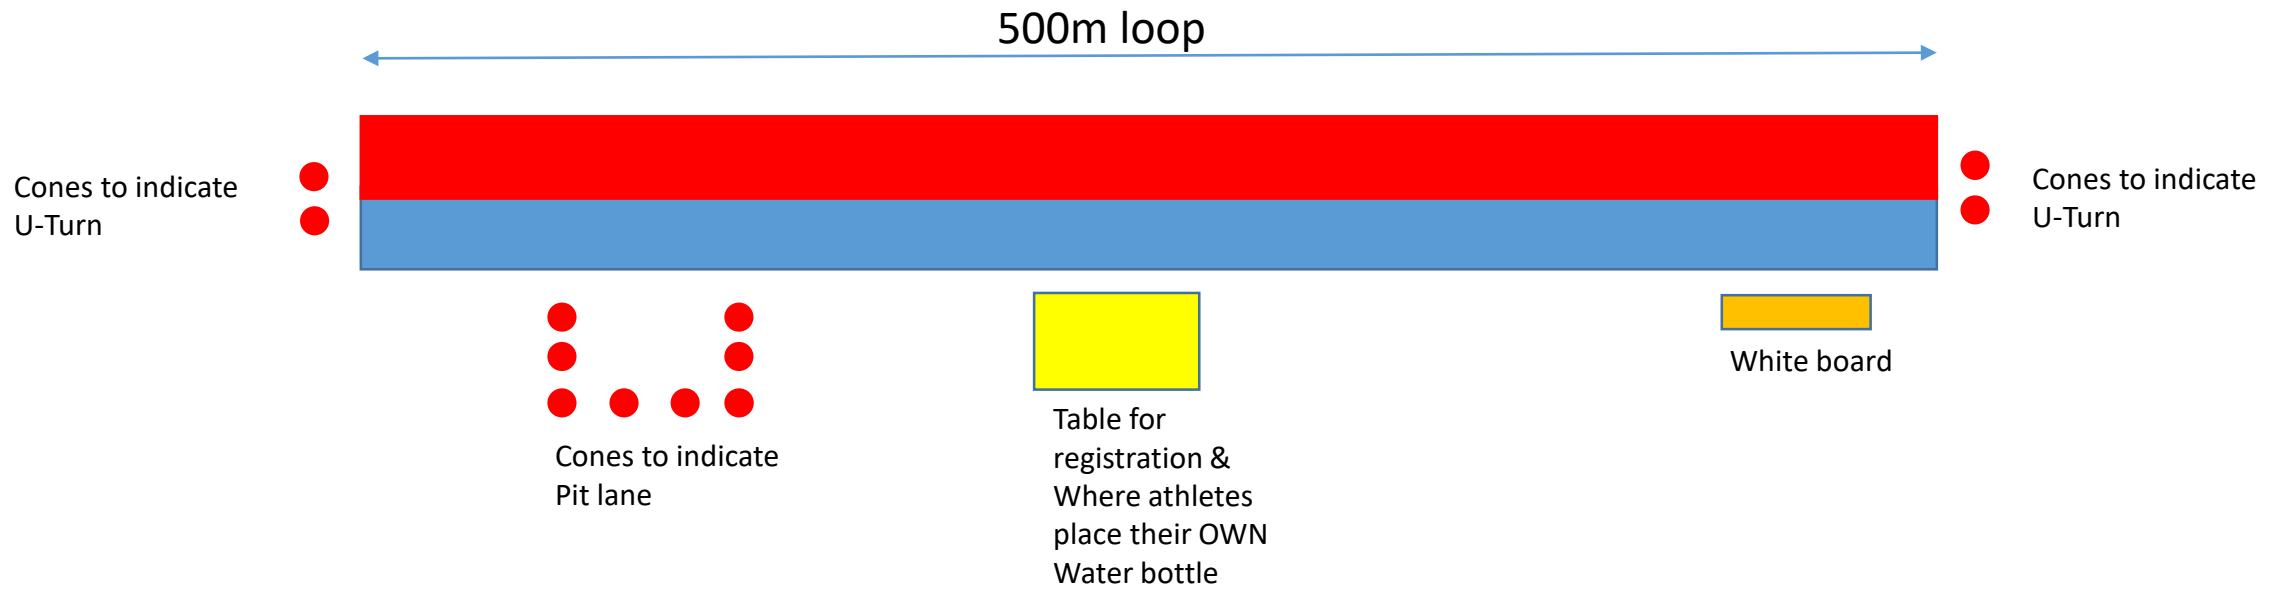 500m loop
Cones to indicate
U-Turn
Cones to indicate
U-Turn
Cones to indicate
Pit lane
Table for
registration &
Where athletes
place their OWN
Water bottle
White board